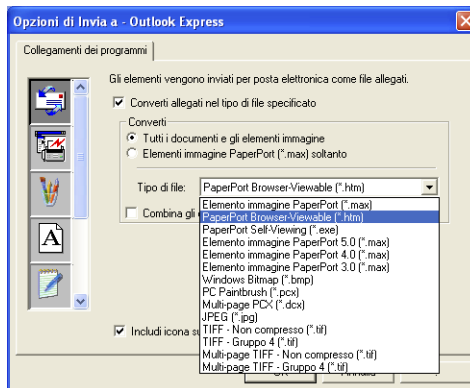 Opzioni di Invia a - Outlook Express
Collegamenti dei programmi
Gli elementi vengono inviati per posta elettronica come file allegati.
Converti allegati nel tipo di file specificato
Converti
Tutti i documenti e gli elementi immagine
Elementi immagine PaperPort (*.max) soltanto
Tipo di file: PaperPort Browser-Viewable (*.htm)
Elemento immagine PaperPort (*.max)
Combina gli
PaperPort Browser-Viewable (*.htm)
PaperPort Self-Viewing (*.exe)
Elemento immagine PaperPort 5.0 (*.max)
Elemento immagine PaperPort 4.0 (*.max)
Elemento immagine PaperPort 3.0 (*.max)
Windows Bitmap (*.bmp)
PC Paintbrush (*.pcx)
Multi-page PCX (*.dcx)
JPEG (*.jpg)
TIFF - Non compresso (*.tif)
Includi icona
TIFF - Gruppo 4 (*.tif)
Multi-page TIFF - Non compresso (*.tif)
Multi-page TIFF - Gruppo 4 (*.tif)
A